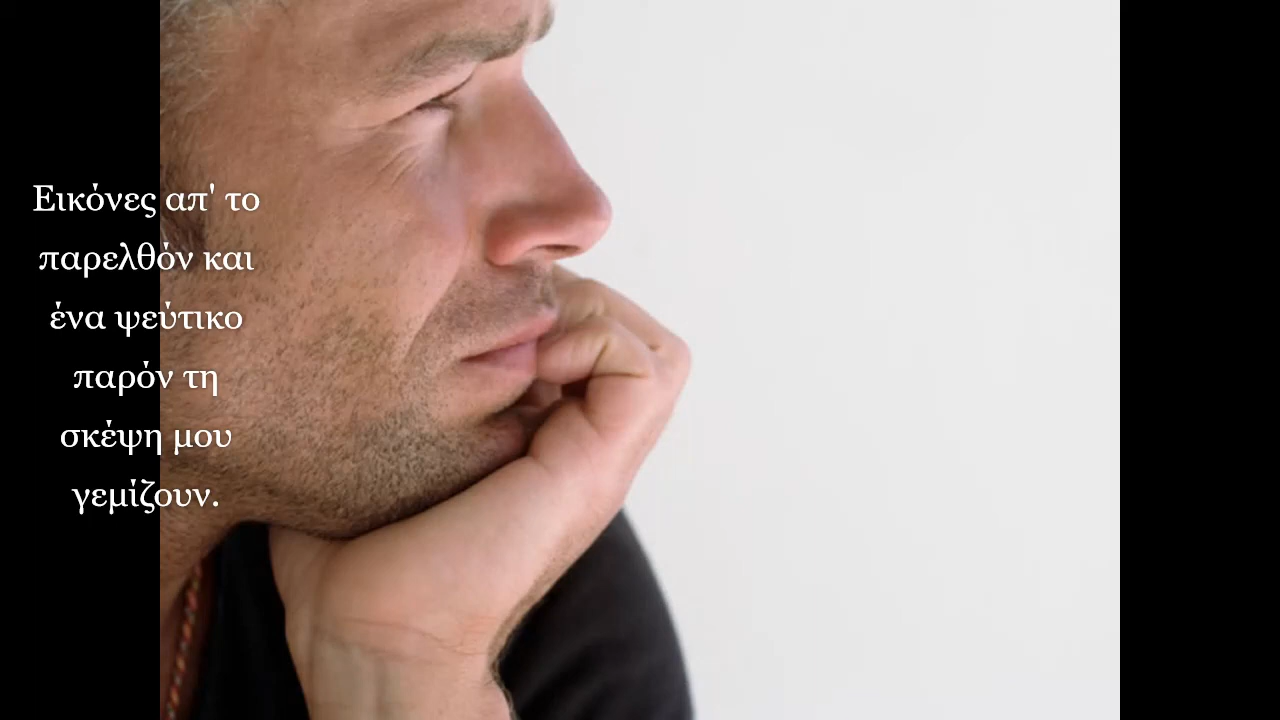 Εικόνες απ' το
παρελθόν και
ένα ψεύτικο
παρόν τη
σκέψη μου
γεμίζουν.